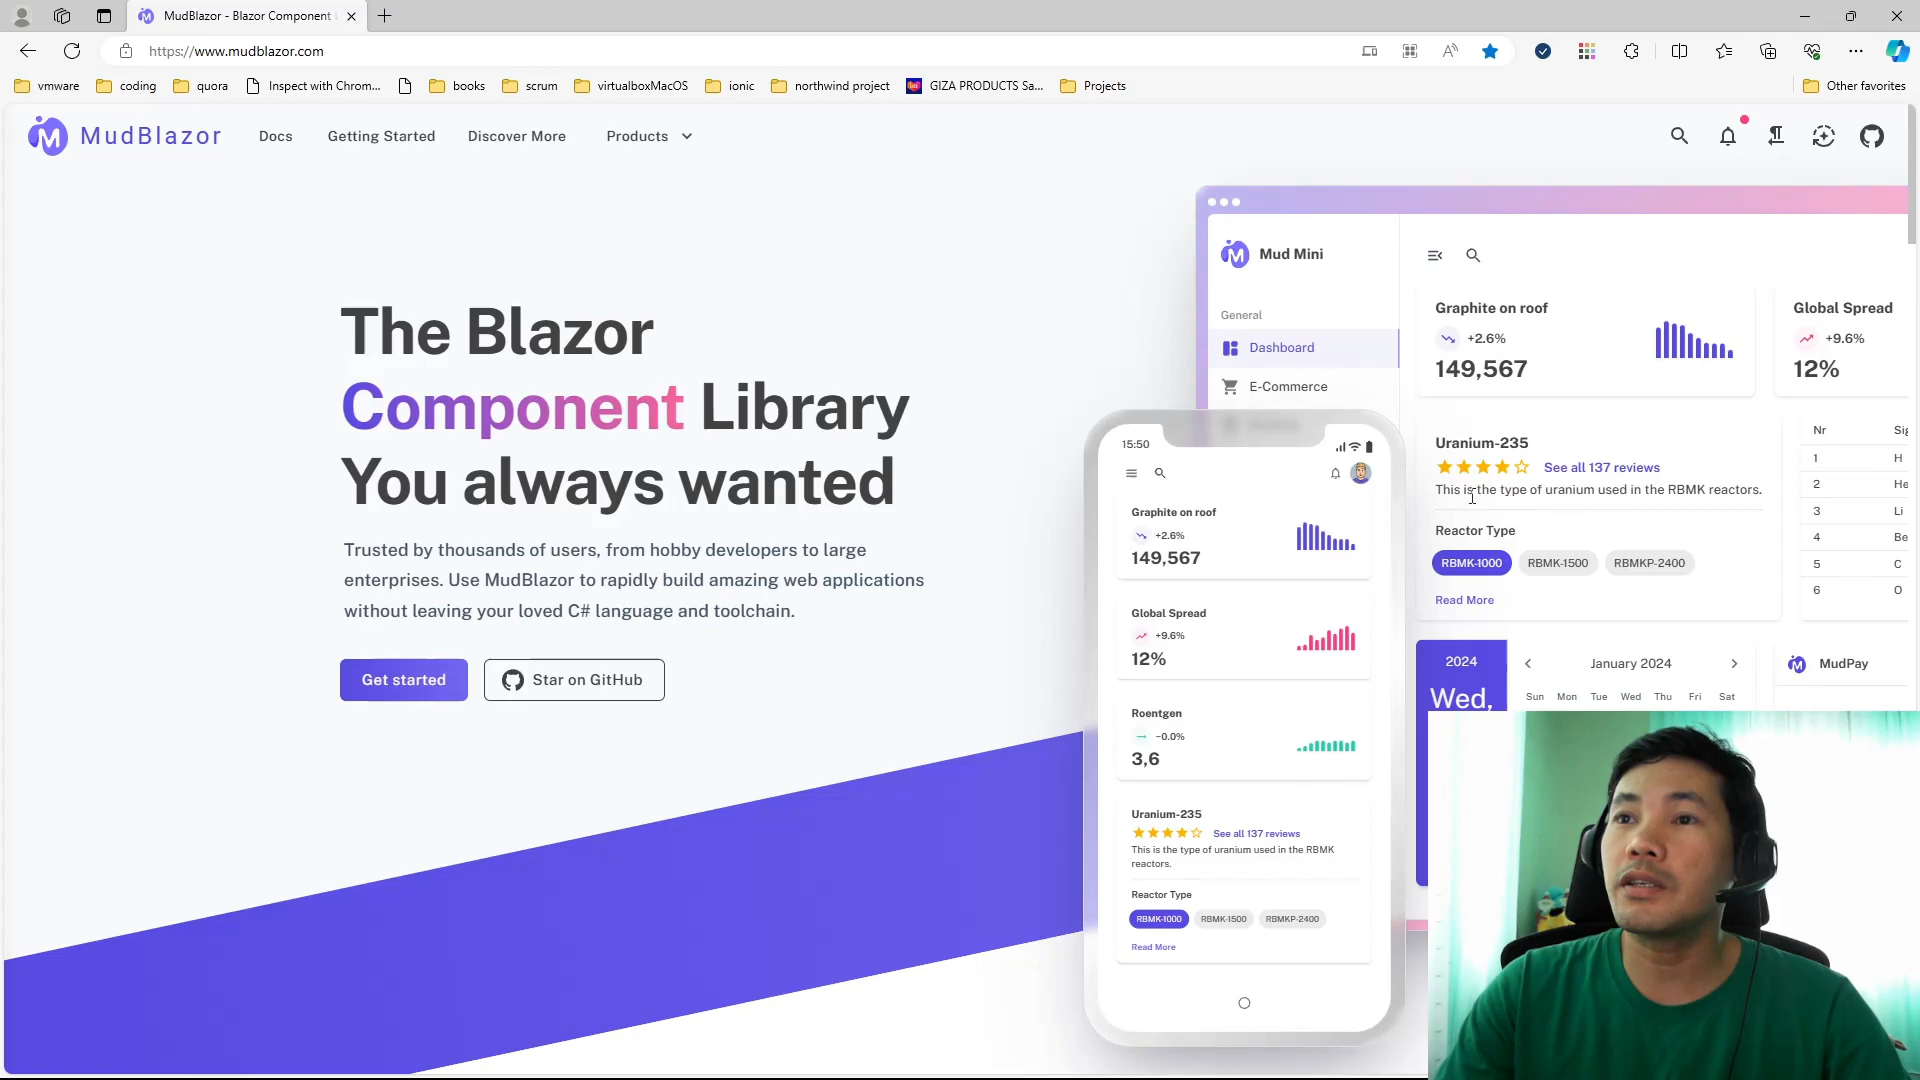 MudBlazor - Blazor Component
https://www.mudblazor.com
vmware
coding
quora
Inspect with Chrom...
books
scrum
virtualboxMacOS
ionic
northwind project
GIZA PRODUCTS Sa...
Projects
Other favorites
MudBlazor
Docs
Getting Started
Discover More
Products
The Blazor
Component Library
You always wanted
Trusted by thousands of users, from hobby developers to large
enterprises. Use MudBlazor to rapidly build amazing web applications
without leaving your loved C# language and toolchain.
Get started
Star on GitHub
Mud Mini
General
Dashboard
E-Commerce
Graphite on roof
+2.6%
149,567
Global Spread
+9.6%
12%
Uranium-235
See all 137 reviews
This is the type of uranium used in the RBMK reactors.
Reactor Type
RBMK-1000
RBMK-1500
RBMKP-2400
Read More
Nr
Sig
1 H
2 He
3 Li
4 Be
5 C
6 O
2024
Wed,
January 2024
Sun Mon Tue Wed Thu Fri Sat
MudPay
15:50
Graphite on roof
+2.6%
149,567
Global Spread
+9.6%
12%
Roentgen
−0.0%
3,6
Uranium-235
See all 137 reviews
This is the type of uranium used in the RBMK
reactors.
Reactor Type
RBMK-1000
RBMK-1500
RBMKP-2400
Read More